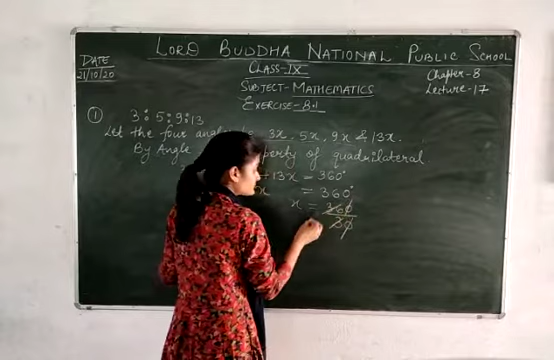 LORD BUDDHA NATIONAL PUBLIC SCHOOL
DATE
21/10/20
CLASS-IX
SUBJECT-MATHEMATICS
EXERCISE-8.1
Chapter-8
Lecture-17
① 3:5:9:13
Let the four 3x, 5x, 9x & 13x.
By Angle property of quadrilateral
+13x = 360°
x = 360°
x = 360
30